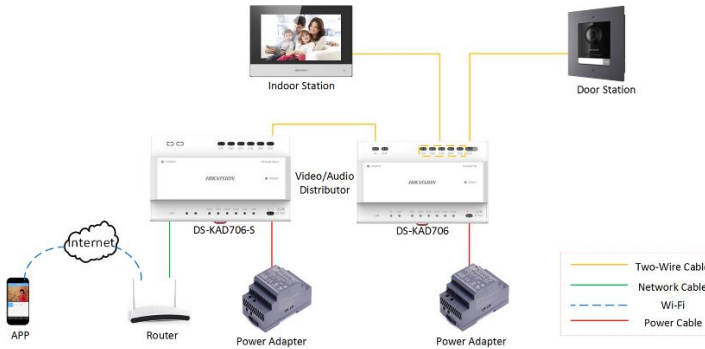 Indoor Station
Door Station
HIKVISION
Video/Audio
Distributor
HIKVISION
DS-KAD706-S
DS-KAD706
Internet
APP
Router
Power Adapter
Power Adapter
Two-Wire Cable
Network Cable
Wi-Fi
Power Cable